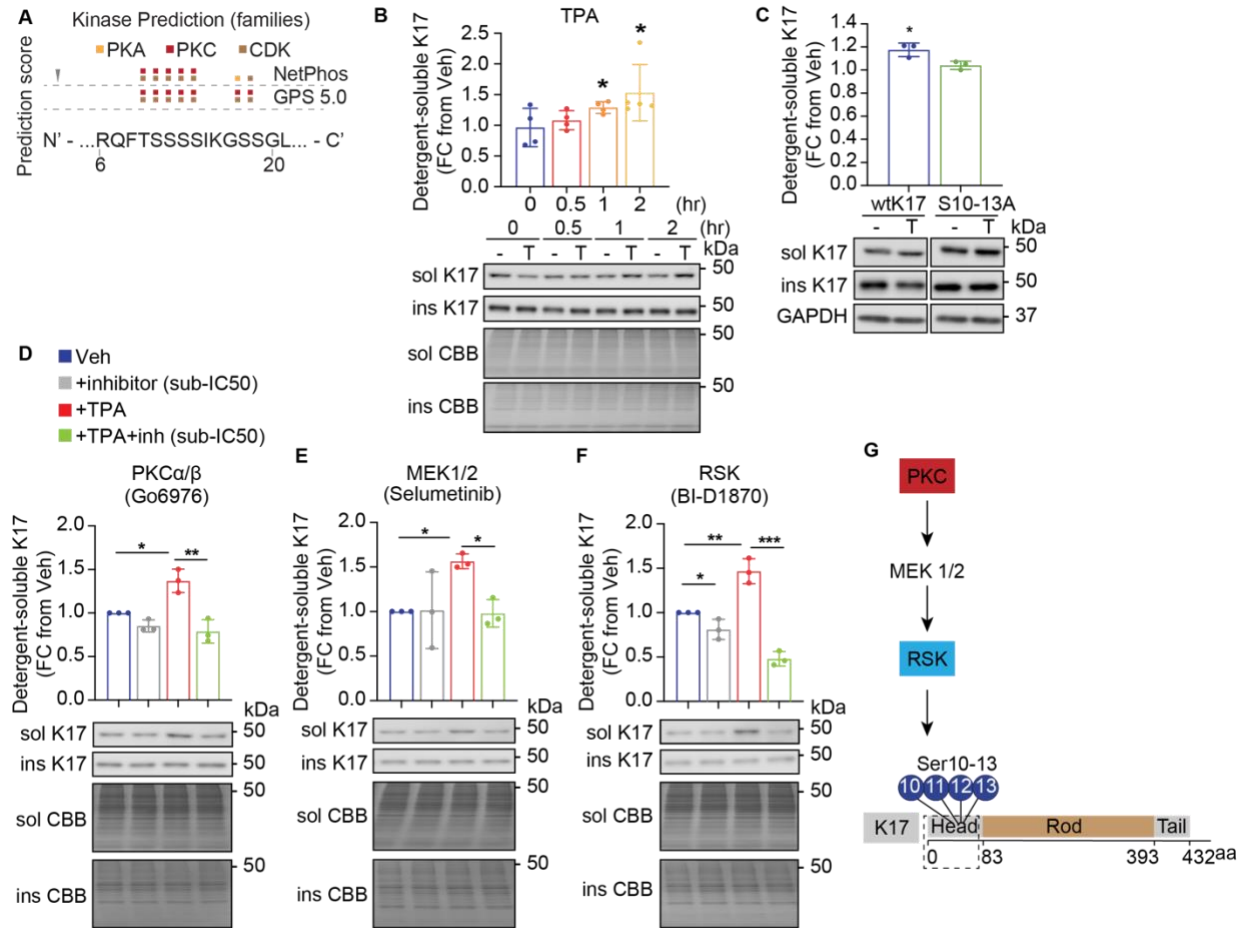 A
Kinase Prediction (families)
PKA PKC CDK
Prediction score
NetPhos
GPS 5.0
N' - ...RQFTSSSSIKGSSGL... - C'
6 20
B
TPA
Detergent-soluble K17
(FC from Veh)
2.5
2.0
1.5
1.0
0.5
0.0
* *
0 0.5 1 2 (hr)
0 0.5 1 2 (hr)
- T - T - T - T kDa
sol K17 50
ins K17 50
sol CBB 50
ins CBB 50
C
Detergent-soluble K17
(FC from Veh)
1.4
1.2
1.0
0.8
0.6
0.4
0.2
0.0
*
wtK17 S10-13A
- T - T kDa
sol K17 50
ins K17 50
GAPDH 37
D
Veh
+inhibitor (sub-IC50)
+TPA
+TPA+inh (sub-IC50)
PKCα/β
(Go6976)
Detergent-soluble K17
(FC from Veh)
2.0
1.5
1.0
0.5
0.0
* **
kDa
sol K17 50
ins K17 50
sol CBB 50
ins CBB 50
E
MEK1/2
(Selumetinib)
Detergent-soluble K17
(FC from Veh)
2.0
1.5
1.0
0.5
0.0
* *
kDa
sol K17 50
ins K17 50
sol CBB 50
ins CBB 50
F
RSK
(BI-D1870)
Detergent-soluble K17
(FC from Veh)
2.0
1.5
1.0
0.5
0.0
** ***
*
kDa
sol K17 50
ins K17 50
sol CBB 50
ins CBB 50
G
PKC
MEK 1/2
RSK
Ser10-13
10 11 12 13
K17 Head Rod Tail
0 83 393 432aa